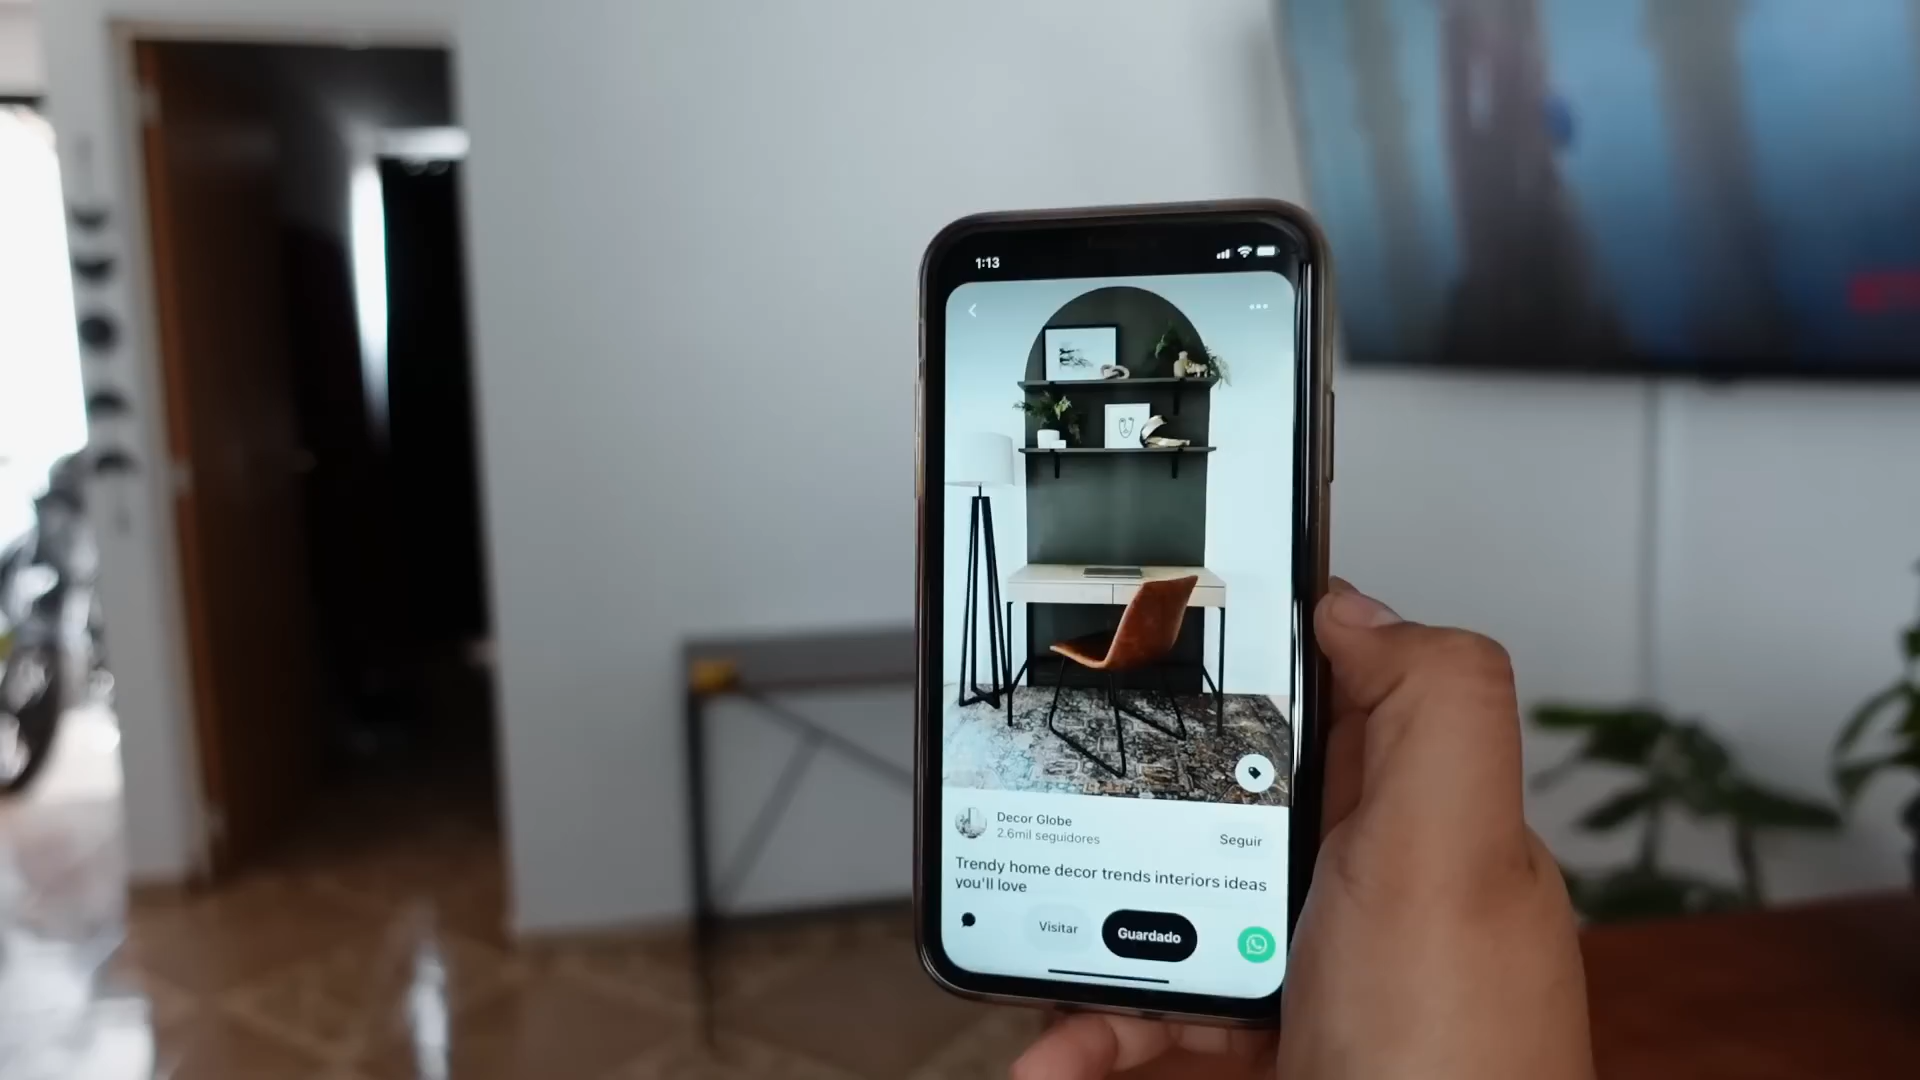 1:13
Decor Globe
2.6mil seguidores
Seguir
Trendy home decor trends interiors ideas
you'll love
Visitar
Guardado